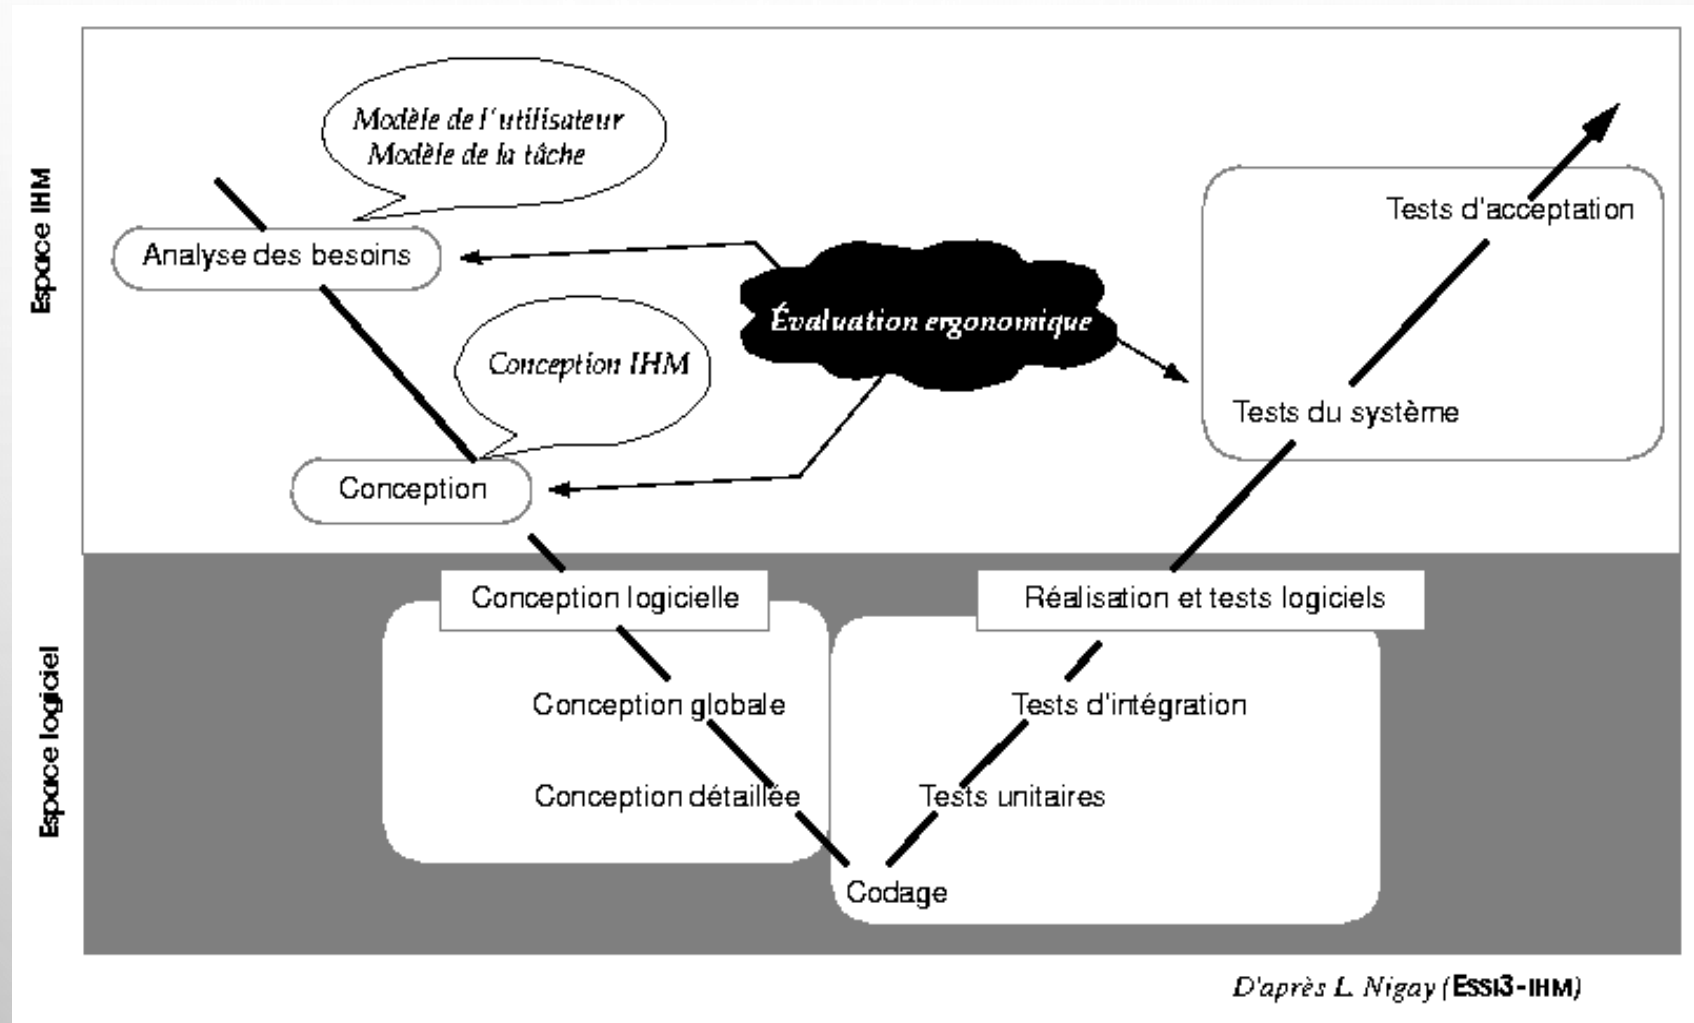 Espace IHM
Modèle de l'utilisateur
Modèle de la tâche
Analyse des besoins
Conception IHM
Conception
Évaluation ergonomique
Tests d'acceptation
Tests du système
Espace logiciel
Conception logicielle
Conception globale
Conception détaillée
Codage
Réalisation et tests logiciels
Tests d'intégration
Tests unitaires
D'après L. Nigay (ESSI3-IHM)